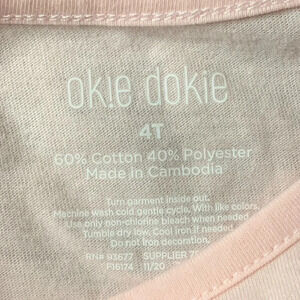 okie dokie
4T
60% Cotton 40% Polyester
Made in Cambodia
Turn garment inside out.
Machine wash cold gentle cycle. With like colors.
Use only non-chlorine bleach when needed.
Tumble dry low. Cool iron if needed.
Do not iron decoration.
RN# 93677 SUPPLIER
F16174 11/20